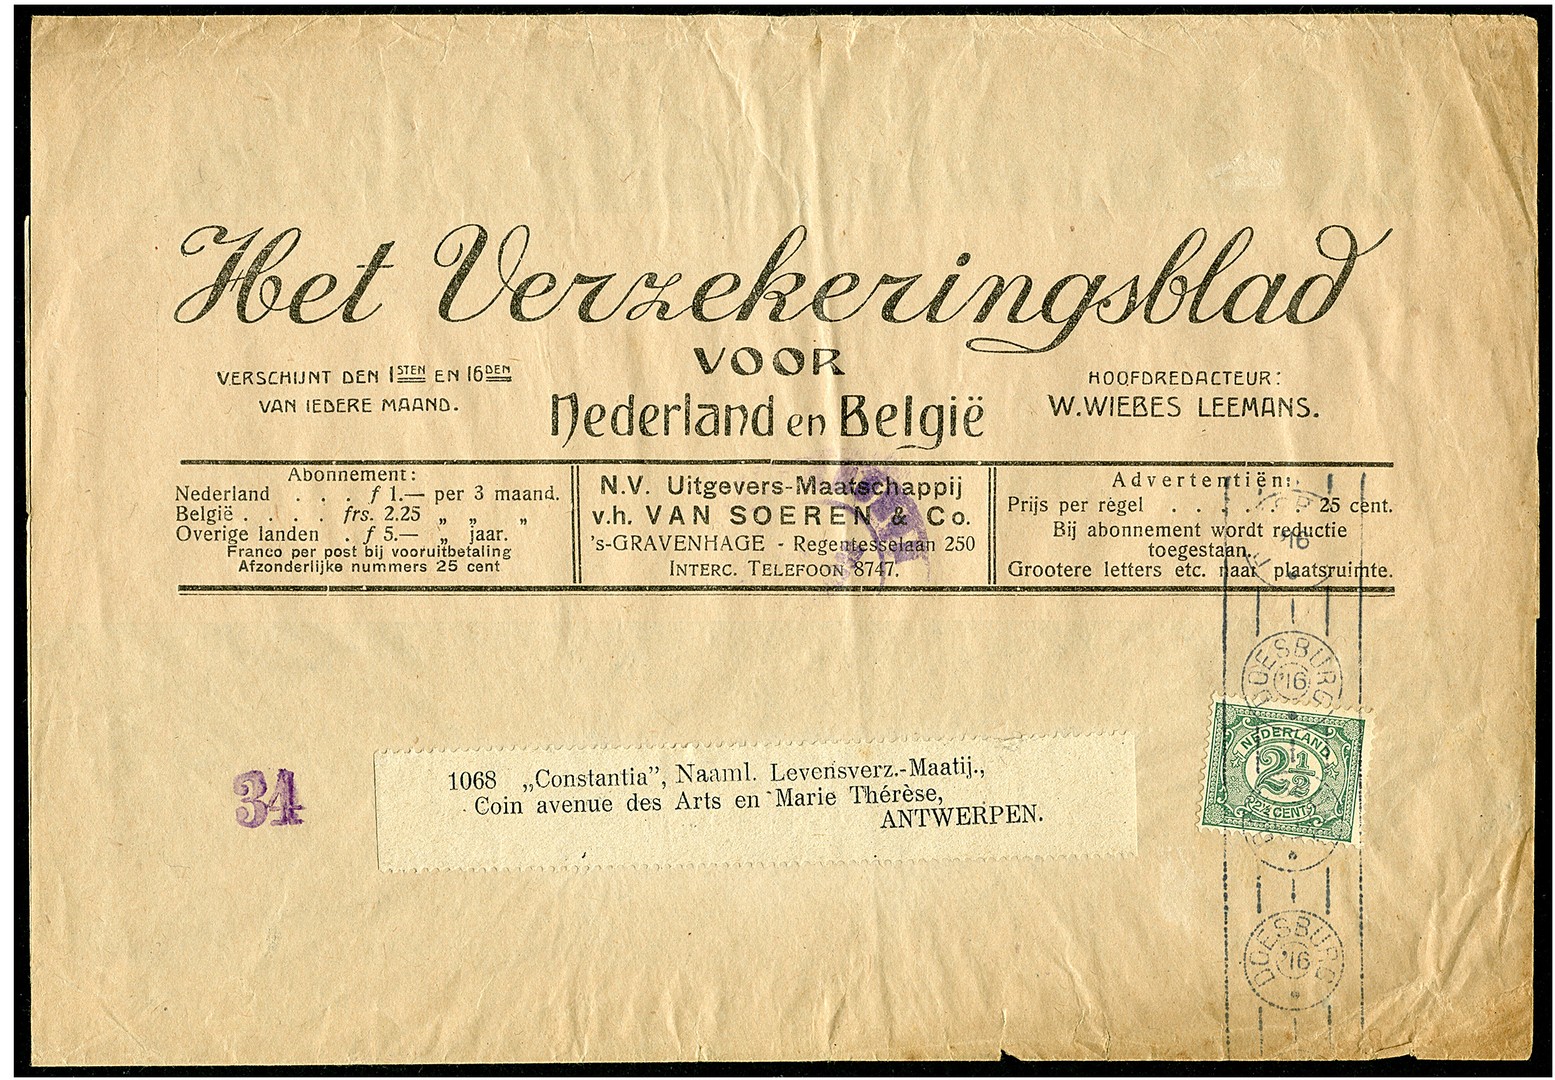 Het Verzekeringsblad
VOOR
Nederland en België
VERSCHIJNT DEN 1STEN EN 16DEN
VAN IEDERE MAAND.
HOOFDREDACTEUR:
W. WIEBES LEEMANS.
Abonnement:
Nederland . . . f 1.— per 3 maand.
België . . . . frs. 2.25 „ „ „
Overige landen . f 5.— „ jaar.
Franco per post bij vooruitbetaling
Afzonderlijke nummers 25 cent
N.V. Uitgevers-Maatschappij
v.h. VAN SOEREN & Co.
's-GRAVENHAGE - Regentesselaan 250
INTERC. TELEFOON 8747.
Advertentiën:
Prijs per regel . . . . . . 25 cent.
Bij abonnement wordt reductie
toegestaan.
Grootere letters etc. naar plaatsruimte.
'16
DOESBURG
'16
NEDERLAND
2½
2½ CENT
34
1068 „Constantia”, Naaml. Levensverz.-Maatij.,
Coin avenue des Arts en Marie Thérèse,
ANTWERPEN.
DOESBURG
'16